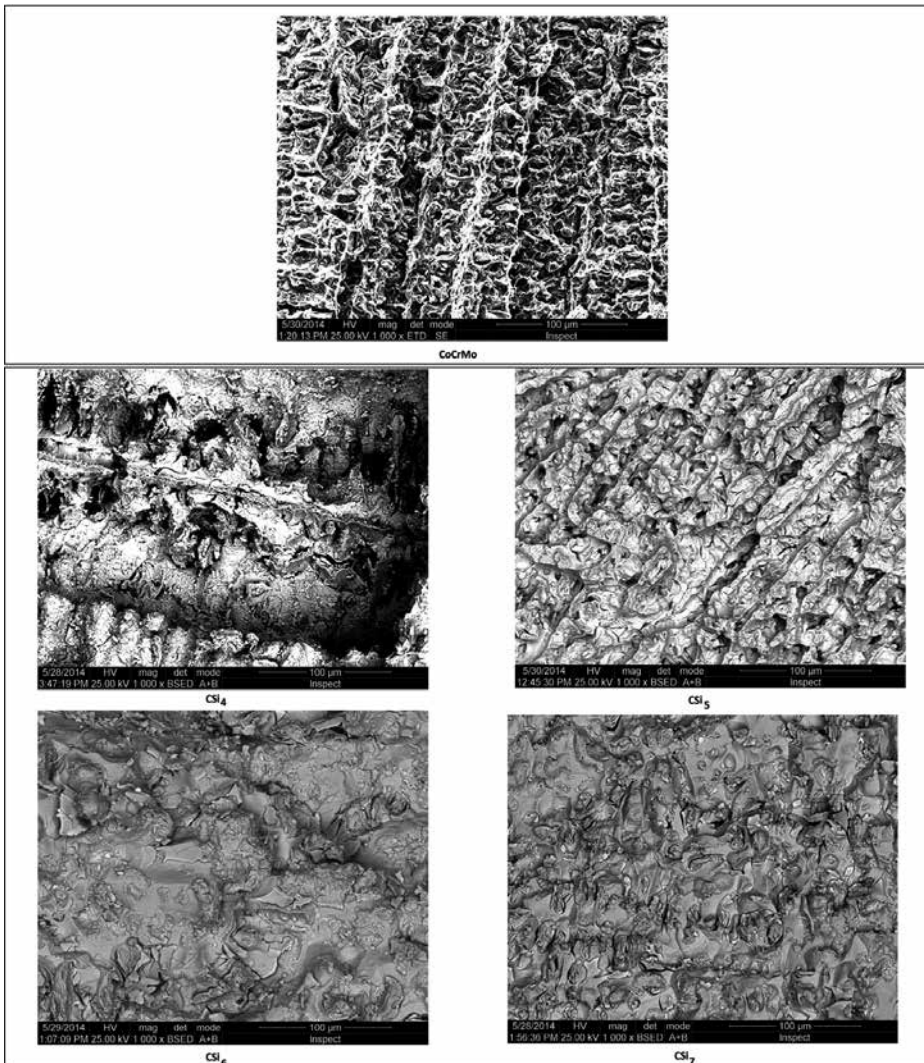 5/30/2014 HV mag det mode 100 µm
1:20:13 PM 25.00 kV 1 000 x ETD SE Inspect
CoCrMo
5/28/2014 HV mag det mode 100 µm
3:47:19 PM 25.00 kV 1 000 x BSED A+B Inspect
CSi4
5/30/2014 HV mag det mode 100 µm
12:45:30 PM 25.00 kV 1 000 x BSED A+B Inspect
CSi5
5/29/2014 HV mag det mode 100 µm
1:07:09 PM 25.00 kV 1 000 x BSED A+B Inspect
CSi6
5/28/2014 HV mag det mode 100 µm
1:56:36 PM 25.00 kV 1 000 x BSED A+B Inspect
CSi7